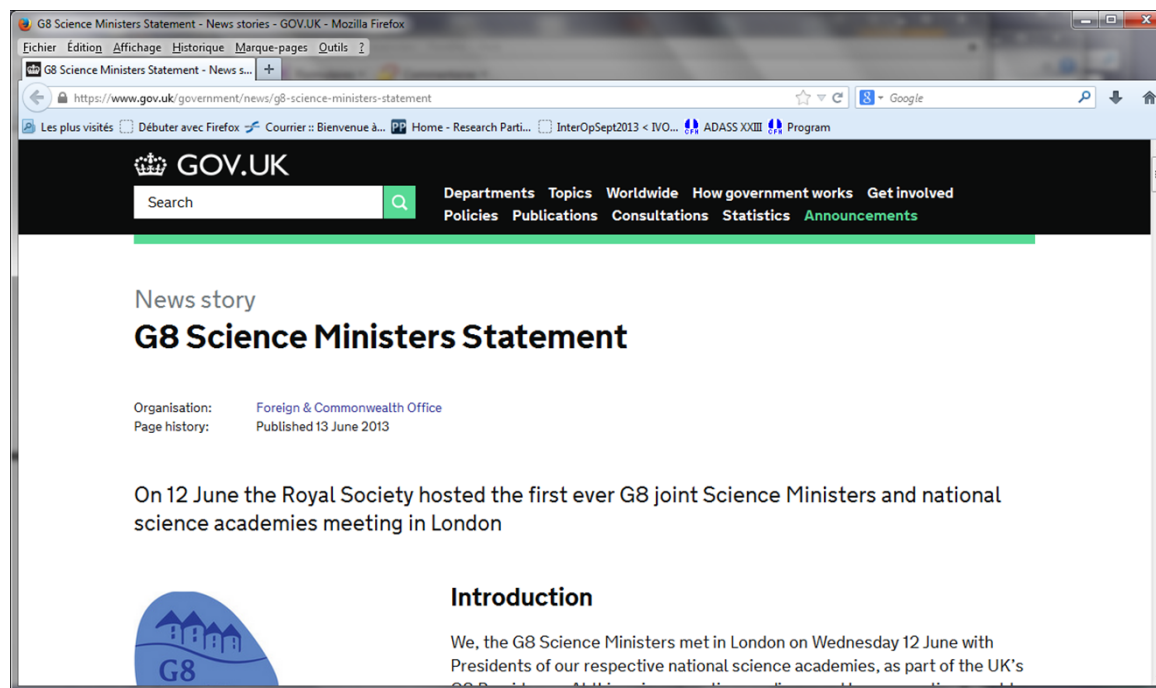 G8 Science Ministers Statement - News stories - GOV.UK - Mozilla Firefox
Fichier Édition Affichage Historique Marque-pages Outils ?
G8 Science Ministers Statement - News s... +
https://www.gov.uk/government/news/g8-science-ministers-statement
8 Google
Les plus visités Débuter avec Firefox Courrier :: Bienvenue à... PP Home - Research Parti... InterOpSept2013 < IVO... CFH ADASS XXIII CFH Program
GOV.UK
Search
Departments Topics Worldwide How government works Get involved
Policies Publications Consultations Statistics Announcements
News story
G8 Science Ministers Statement
Organisation: Foreign & Commonwealth Office
Page history: Published 13 June 2013
On 12 June the Royal Society hosted the first ever G8 joint Science Ministers and national
science academies meeting in London
G8
Introduction
We, the G8 Science Ministers met in London on Wednesday 12 June with
Presidents of our respective national science academies, as part of the UK's